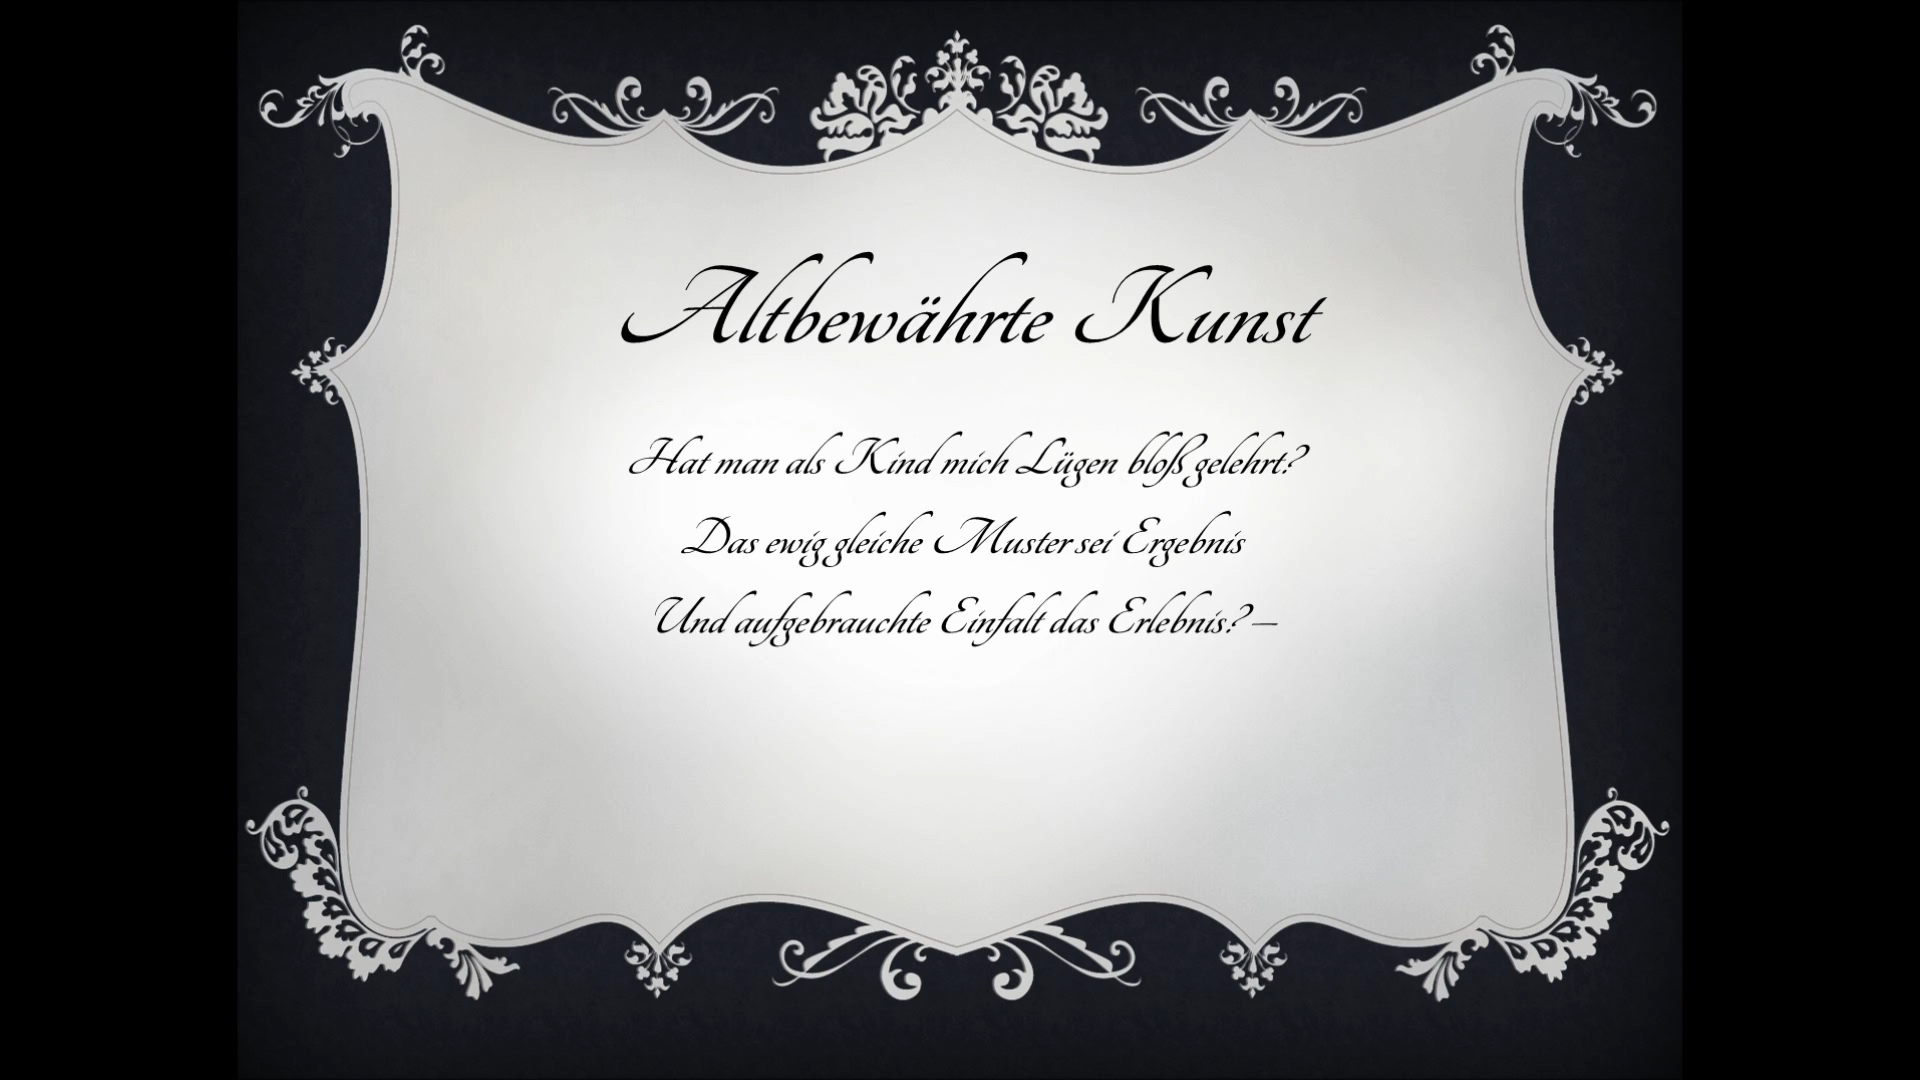 Altbewährte Kunst
Hat man als Kind mich Lügen bloß gelehrt?
Das ewig gleiche Muster sei Ergebnis
Und aufgebrauchte Einfalt das Erlebnis? –